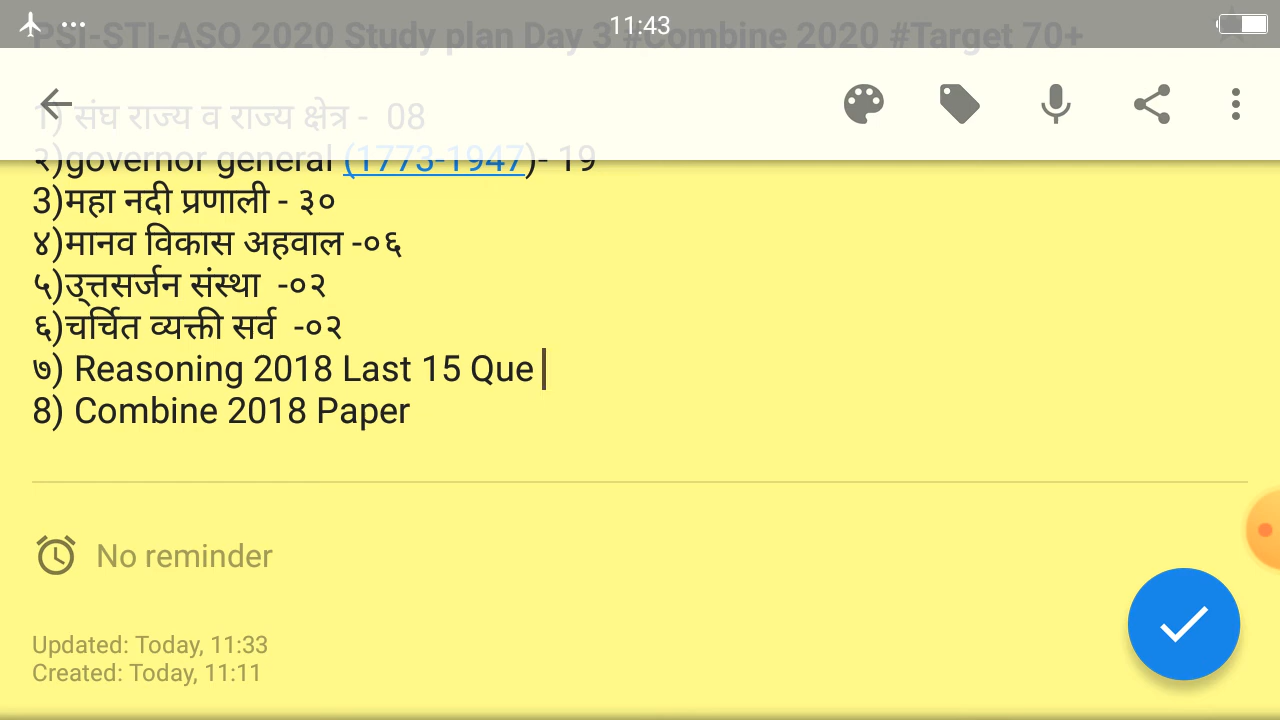 11:43
PSI-STI-ASO 2020 Study plan Day 3 #Combine 2020 #Target 70+
1) संघ राज्य व राज्य क्षेत्र - 08
२)governor general (1773-1947)- 19
3)महा नदी प्रणाली - ३०
४)मानव विकास अहवाल -०६
५)उ्त्तसर्जन संस्था -०२
६)चर्चित व्यक्ती सर्व -०२
७) Reasoning 2018 Last 15 Que
8) Combine 2018 Paper
No reminder
Updated: Today, 11:33
Created: Today, 11:11